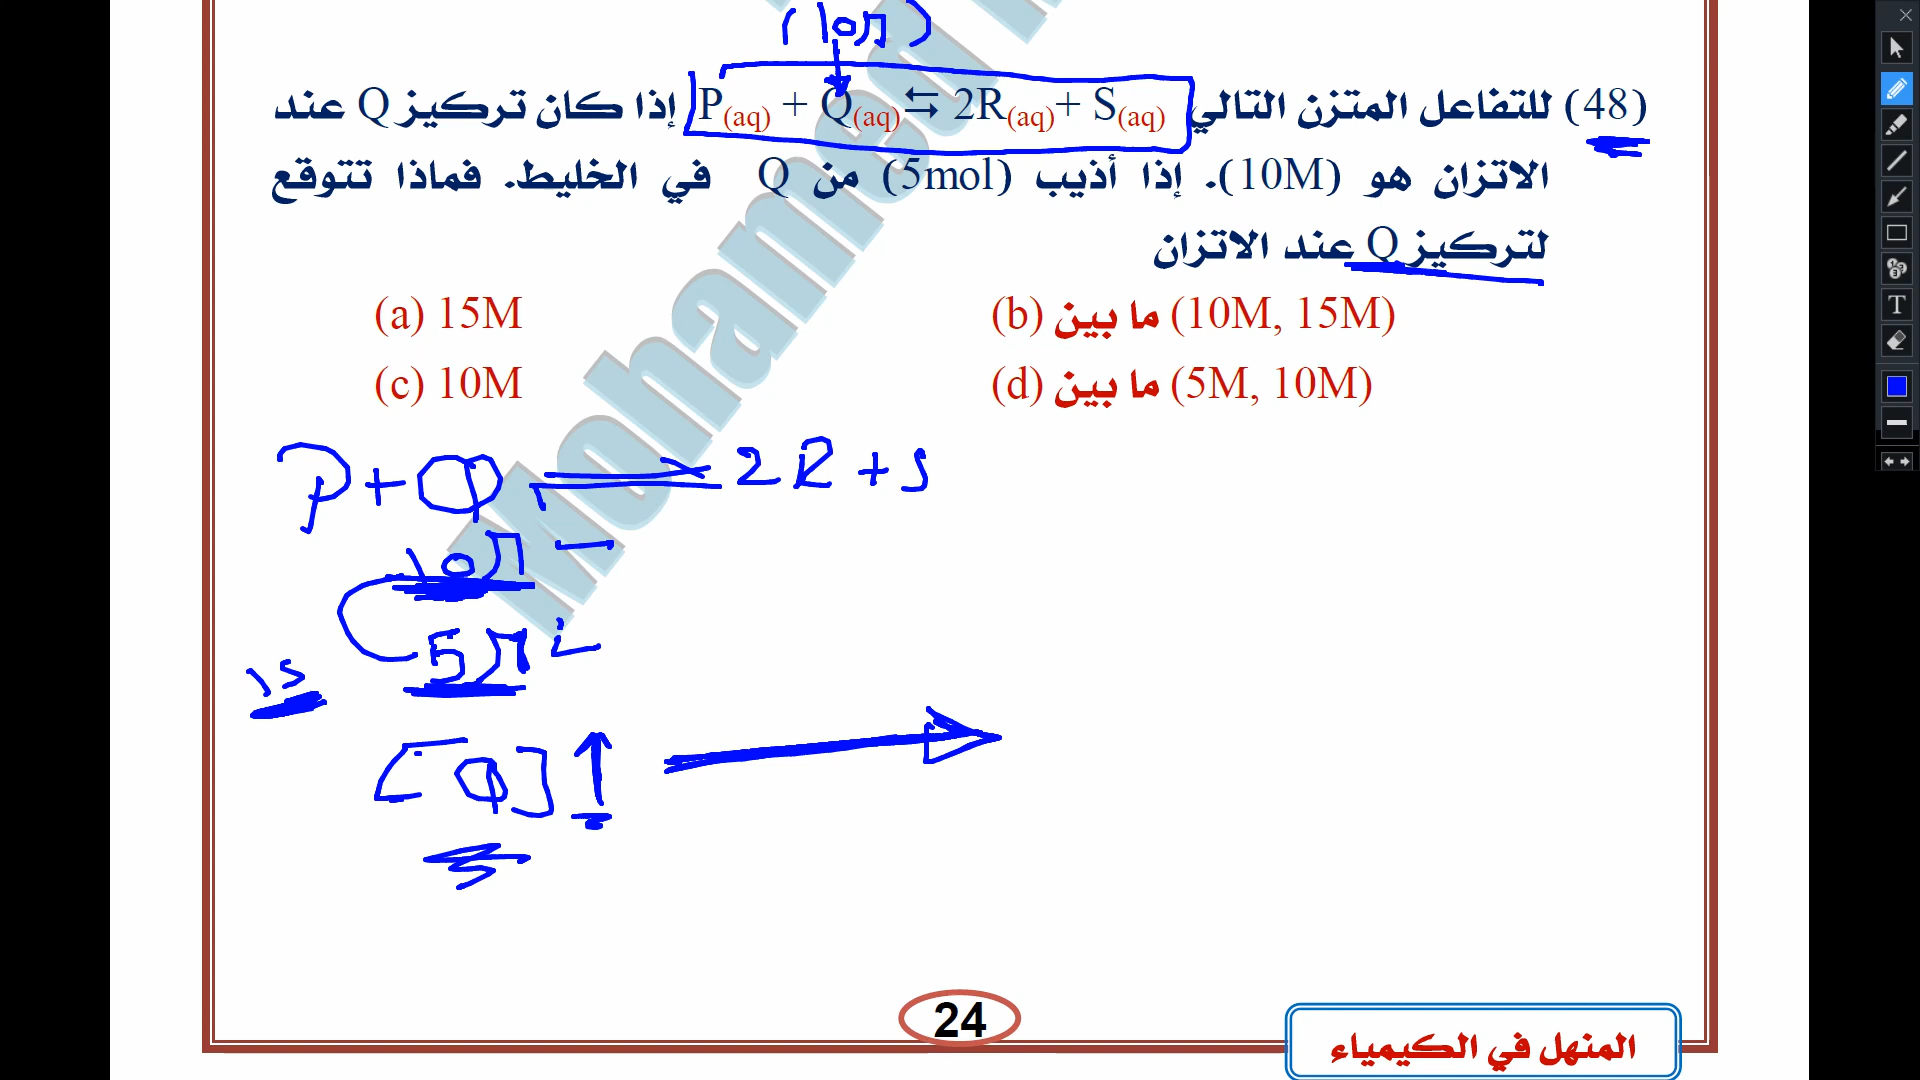 (10M)
(48) للتفاعل المتزن التالي P(aq) + Q(aq) ⇆ 2R(aq) + S(aq) إذا كان تركيز Q عند
الاتزان هو (10M). إذا أذيب (5mol) من Q في الخليط. فماذا تتوقع
لتركيز Q عند الاتزان
(a) 15M (b) ما بين (10M, 15M)
(c) 10M (d) ما بين (5M, 10M)
P + Q ⇌ 2R + S
10M
5M
15
[Q] ↑
Mohamed
24
المنهل في الكيمياء